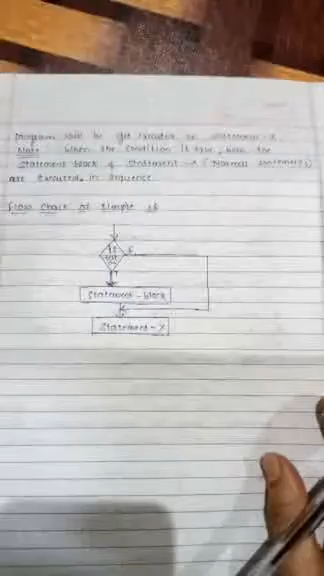 Program will be get executed in statement-X.
Note: When the condition is true, both the
statement block & statement-X (Normal statements)
are executed, in sequence.
Flow chart of Simple if
If
F
T
Statement-block
Statement-X